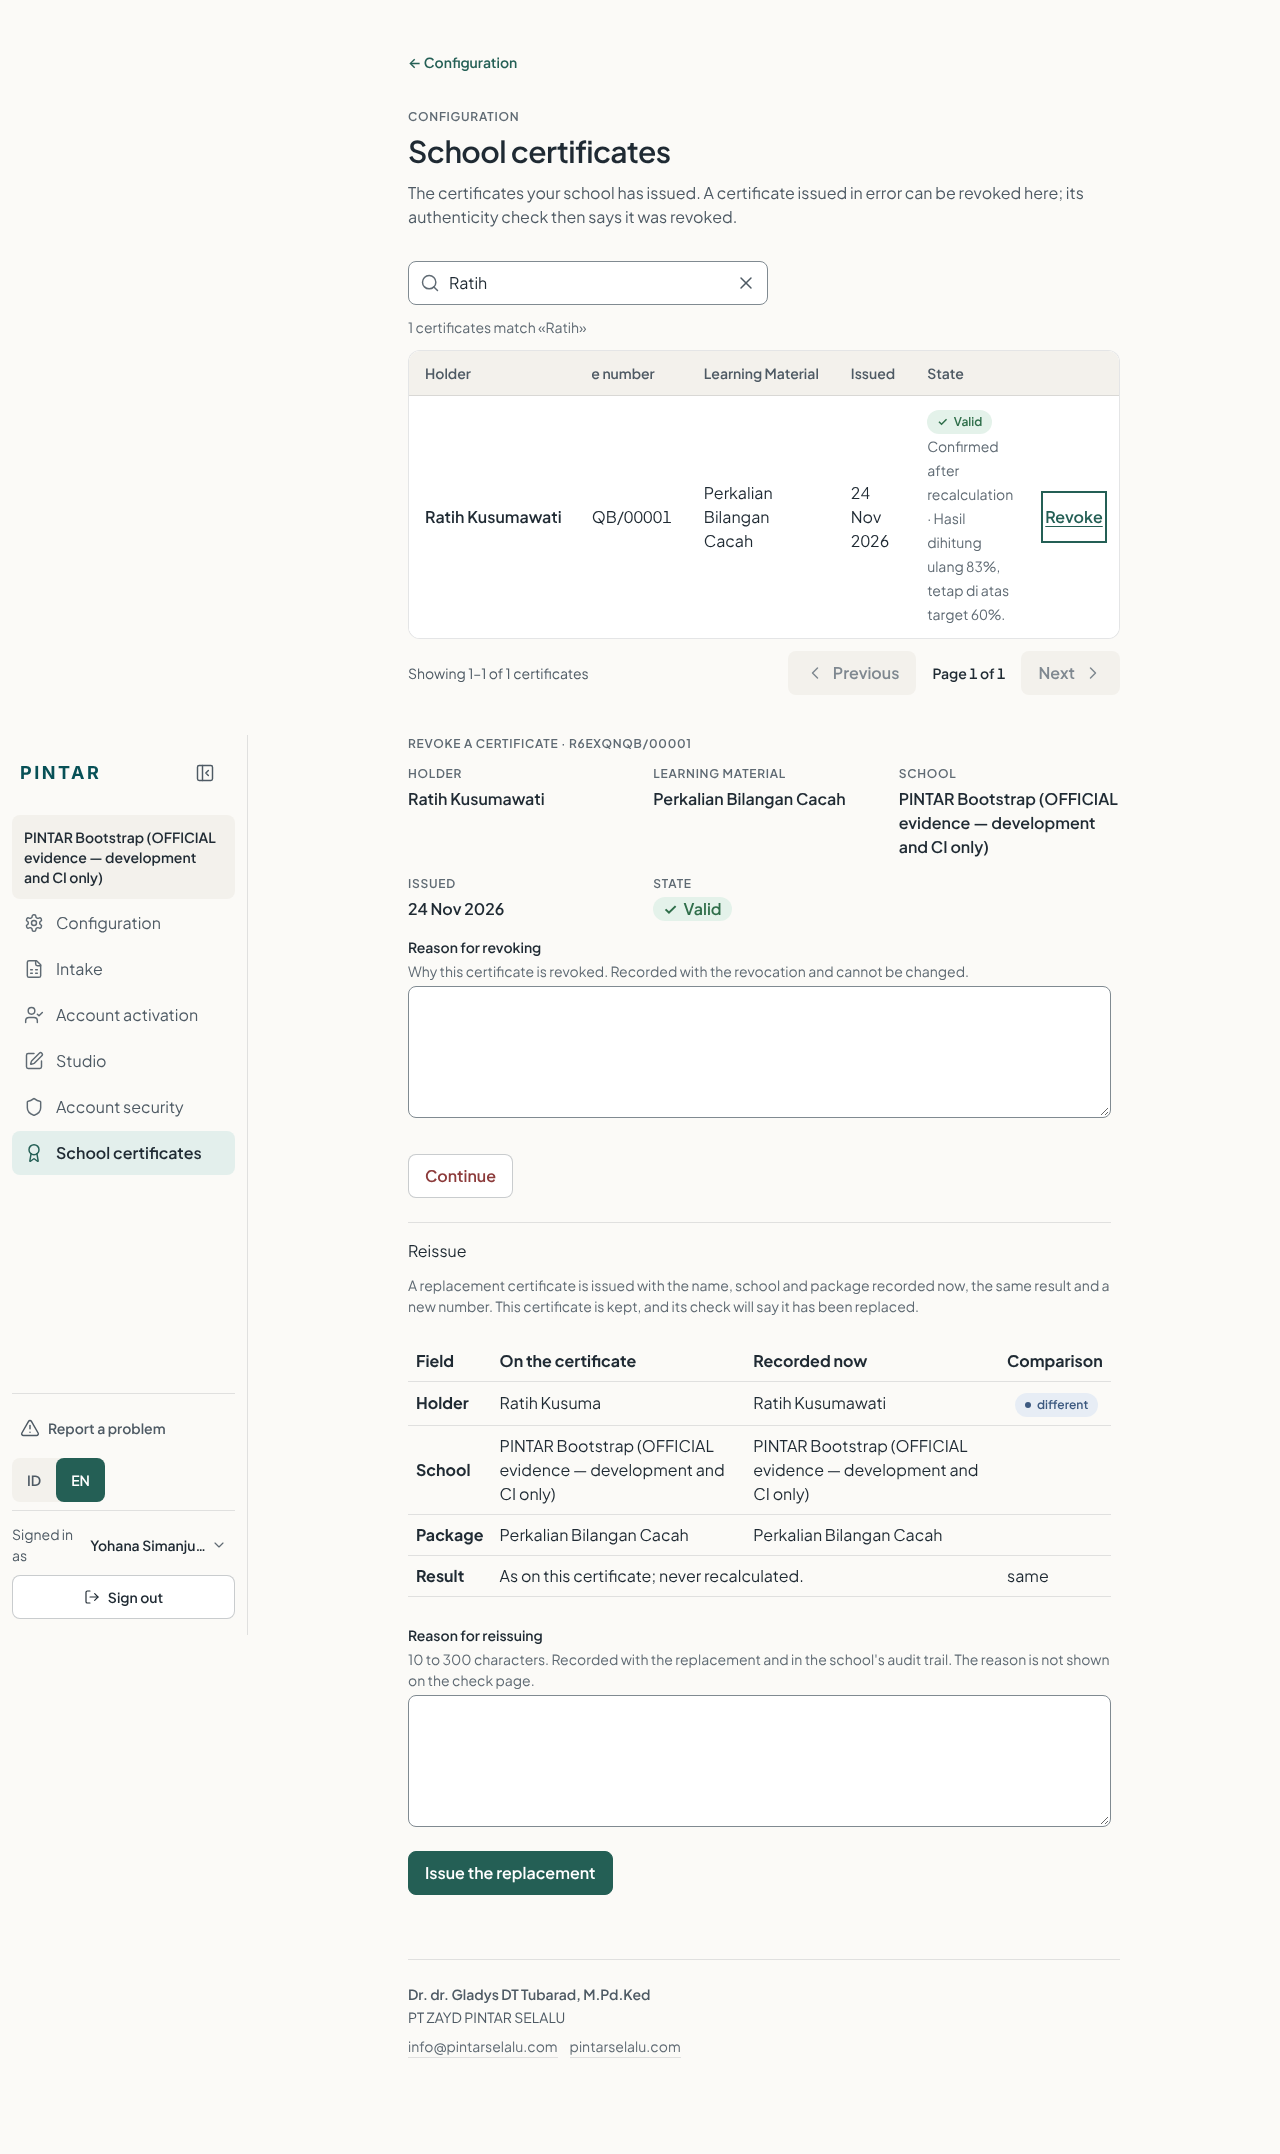 ← Configuration
CONFIGURATION
School certificates
The certificates your school has issued. A certificate issued in error can be revoked here; its
authenticity check then says it was revoked.
Ratih
1 certificates match «Ratih»
Holder e number Learning Material Issued State
Ratih Kusumawati
QB/00001
Perkalian
Bilangan
Cacah
24
Nov
2026
Valid
Confirmed
after
recalculation
· Hasil
dihitung
ulang 83%,
tetap di atas
target 60%.
Revoke
Showing 1–1 of 1 certificates
Previous
Page 1 of 1
Next
PINTAR
PINTAR Bootstrap (OFFICIAL
evidence — development
and CI only)
Configuration
Intake
Account activation
Studio
Account security
School certificates
Report a problem
ID EN
Signed in
as
Yohana Simanju...
Sign out
REVOKE A CERTIFICATE · R6EXQNQB/00001
HOLDER
Ratih Kusumawati
LEARNING MATERIAL
Perkalian Bilangan Cacah
SCHOOL
PINTAR Bootstrap (OFFICIAL
evidence — development
and CI only)
ISSUED
24 Nov 2026
STATE
Valid
Reason for revoking
Why this certificate is revoked. Recorded with the revocation and cannot be changed.
Continue
Reissue
A replacement certificate is issued with the name, school and package recorded now, the same result and a
new number. This certificate is kept, and its check will say it has been replaced.
Field On the certificate Recorded now Comparison
Holder Ratih Kusuma Ratih Kusumawati different
School
PINTAR Bootstrap (OFFICIAL
evidence — development and
CI only)
PINTAR Bootstrap (OFFICIAL
evidence — development and
CI only)
Package Perkalian Bilangan Cacah Perkalian Bilangan Cacah
Result As on this certificate; never recalculated. same
Reason for reissuing
10 to 300 characters. Recorded with the replacement and in the school's audit trail. The reason is not shown
on the check page.
Issue the replacement
Dr. dr. Gladys DT Tubarad, M.Pd.Ked
PT ZAYD PINTAR SELALU
info@pintarselalu.com pintarselalu.com